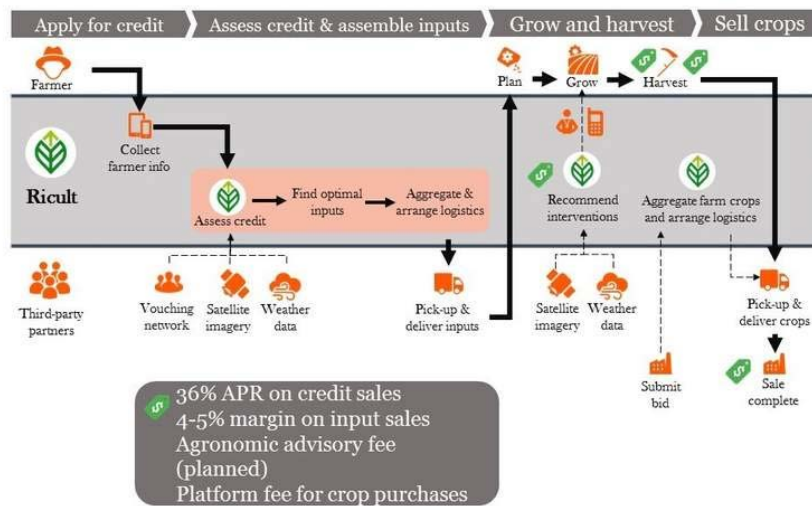 Apply for credit
Assess credit & assemble inputs
Grow and harvest
Sell crops
Farmer
Plan
Grow
Harvest
Collect
farmer info
Ricult
Assess credit
Find optimal
inputs
Aggregate &
arrange logistics
Recommend
interventions
Aggregate farm crops
and arrange logistics
Third-party
partners
Vouching
network
Satellite
imagery
Weather
data
Pick-up &
deliver inputs
Satellite
imagery
Weather
data
Pick-up &
deliver crops
Submit
bid
Sale
complete
36% APR on credit sales
4-5% margin on input sales
Agronomic advisory fee
(planned)
Platform fee for crop purchases